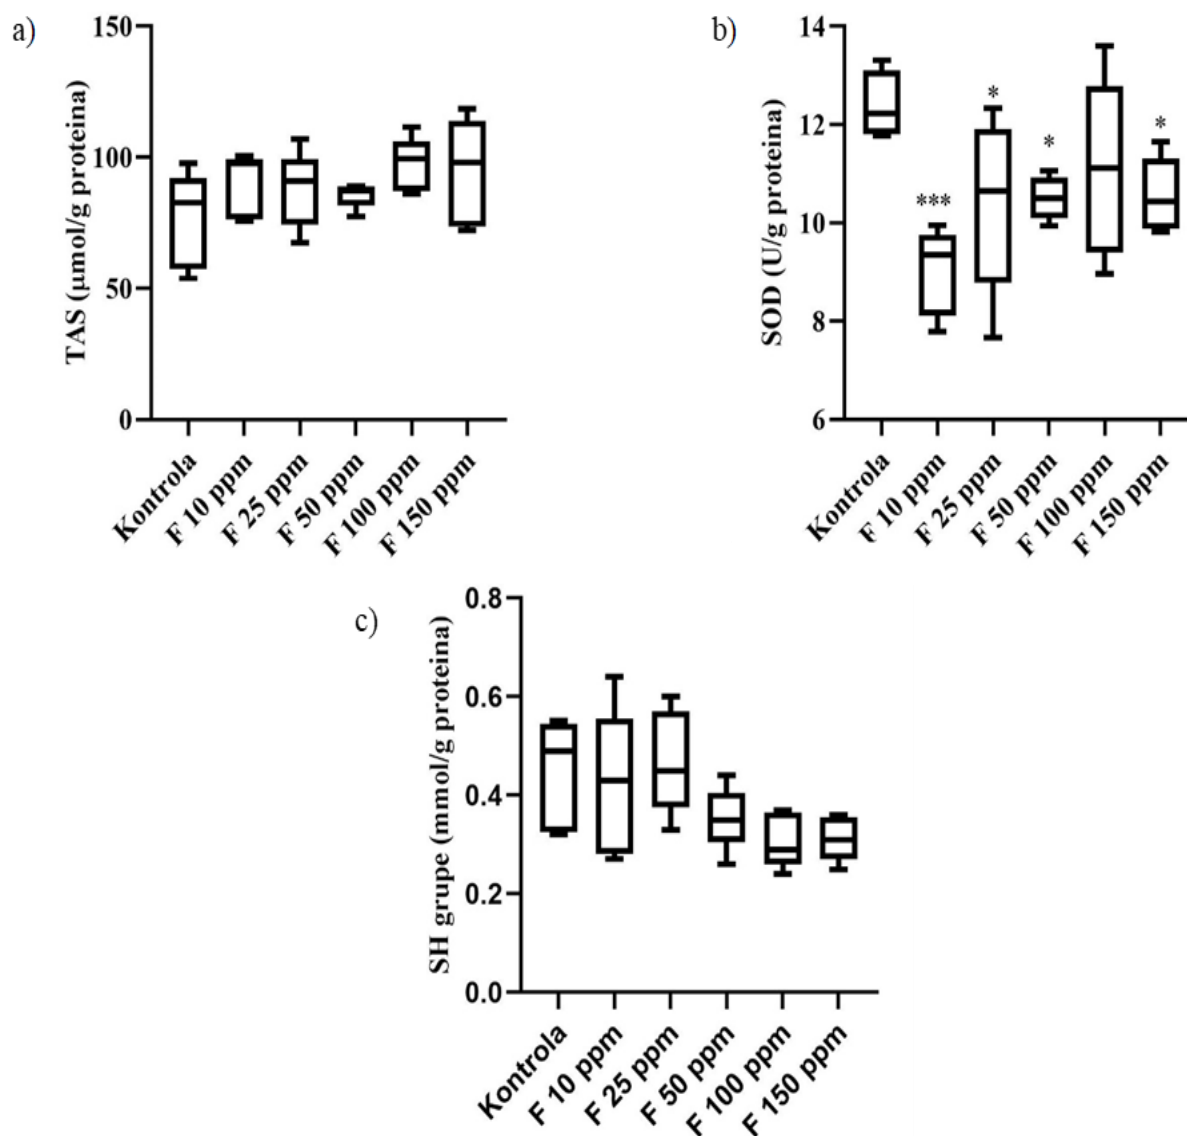 a)
TAS (μmol/g proteina)
150
100
50
0
Kontrola
F 10 ppm
F 25 ppm
F 50 ppm
F 100 ppm
F 150 ppm
b)
SOD (U/g proteina)
14
12
10
8
6
***
*
*
*
Kontrola
F 10 ppm
F 25 ppm
F 50 ppm
F 100 ppm
F 150 ppm
c)
SH grupe (mmol/g proteina)
0.8
0.6
0.4
0.2
0.0
Kontrola
F 10 ppm
F 25 ppm
F 50 ppm
F 100 ppm
F 150 ppm